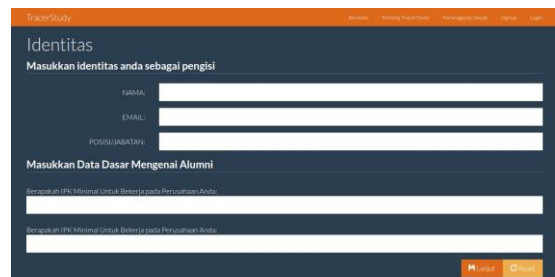 TracerStudy
Beranda Tentang TracerStudy Penanggung Jawab Signup Login
Identitas
Masukkan identitas anda sebagai pengisi
NAMA:
EMAIL:
POSISI/JABATAN:
Masukkan Data Dasar Mengenai Alumni
Berapakah IPK Minimal Untuk Bekerja pada Perusahaan Anda:
Berapakah IPK Minimal Untuk Bekerja pada Perusahaan Anda:
Lanjut Reset